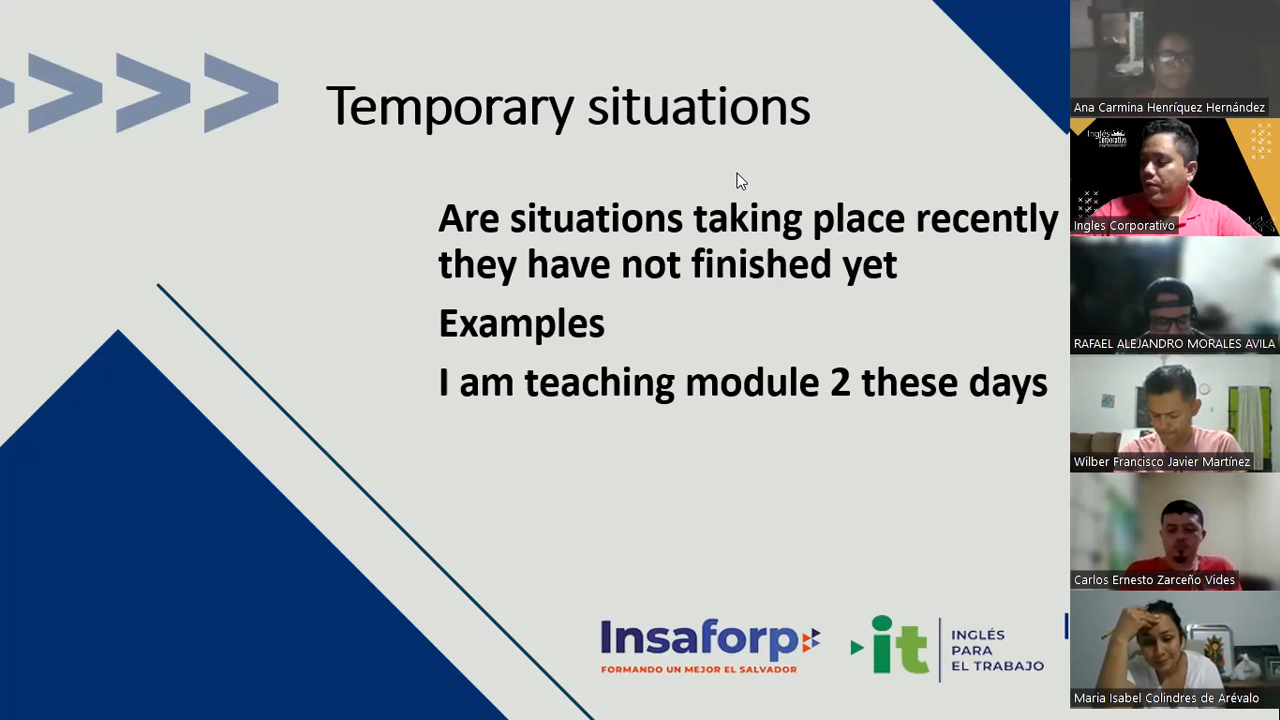 Temporary situations
Are situations taking place recently
they have not finished yet
Examples
I am teaching module 2 these days
Insaforp
FORMANDO UN MEJOR EL SALVADOR
it
INGLÉS
PARA
EL TRABAJO
Ana Carmina Henríquez Hernández
Inglés
Corporativo
Ingles Corporativo
RAFAEL ALEJANDRO MORALES AVILA
Wilber Francisco Javier Martínez
Carlos Ernesto Zarceño Vides
Maria Isabel Colindres de Arévalo